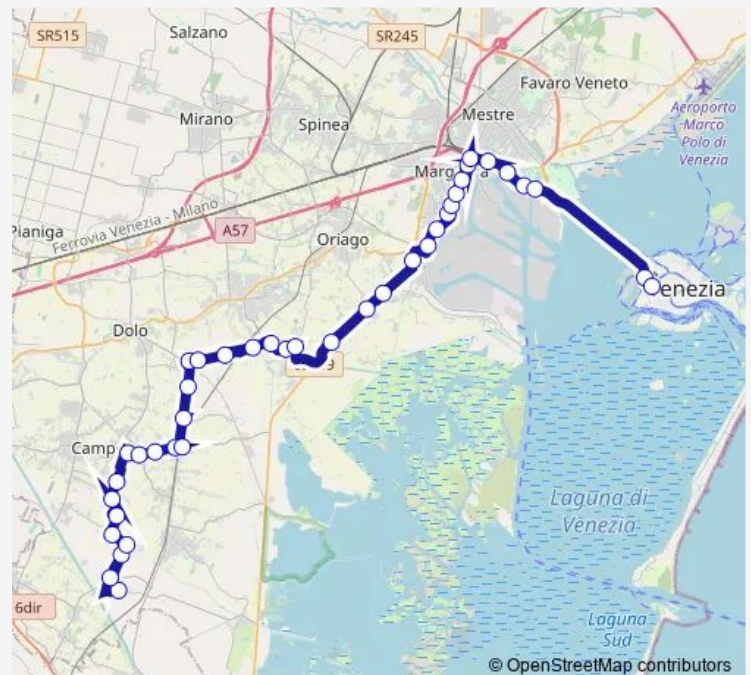 SR515
Salzano
SR245
Favaro Veneto
Mirano
Spinea
Mestre
Aeroporto
Marco
Polo di
Venezia
Pianiga
Ferrovia Venezia - Milano
A57
Oriago
Dolo
enezia
Camp
Laguna di
Venezia
6dir
Laguna
Sud
© OpenStreetMap contributors